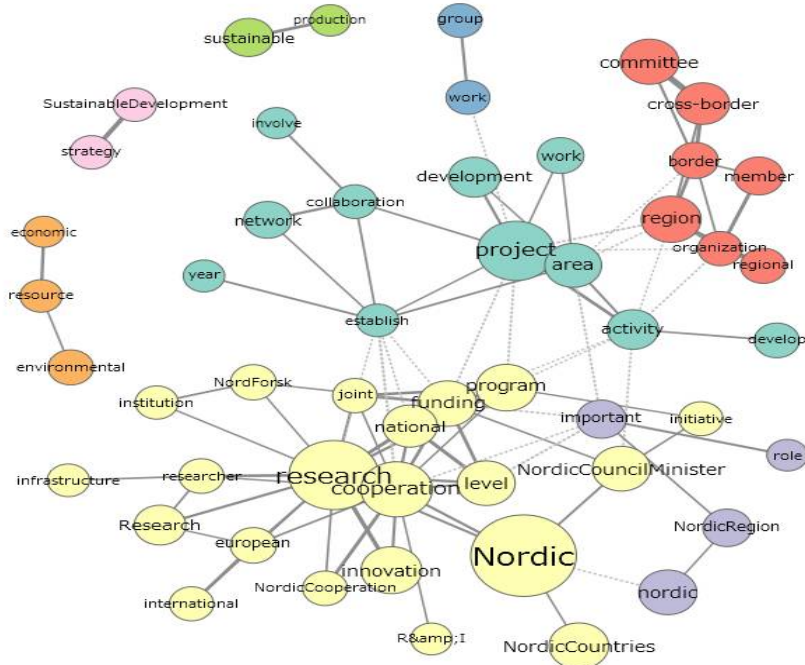 production
sustainable
group
committee
SustainableDevelopment
work
cross-border
involve
strategy
work
border
development
member
collaboration
network
region
economic
project
organization
area
regional
year
resource
establish
activity
develop
environmental
NordForsk
joint
program
institution
funding
important
initiative
national
role
infrastructure
researcher
research
NordicCouncilMinister
cooperation
level
Research
NordicRegion
european
Nordic
innovation
NordicCooperation
nordic
international
R&amp;I
NordicCountries